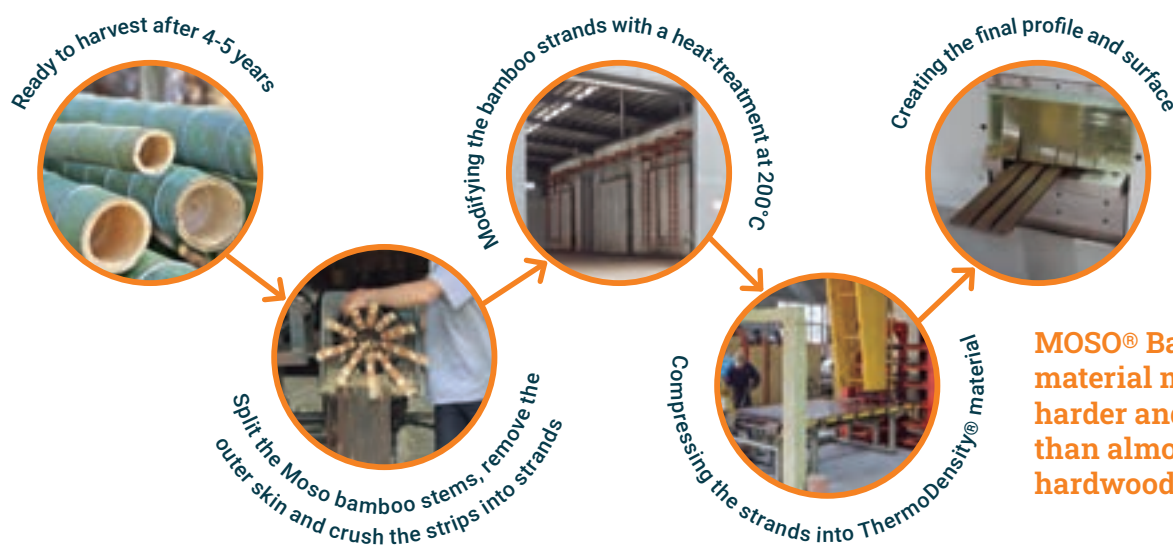 Ready to harvest after 4-5 years
Split the Moso bamboo stems, remove the
outer skin and crush the strips into strands
Modifying the bamboo strands with a heat-treatment at 200°C
Compressing the strands into ThermoDensity® material
Creating the final profile and surface
MOSO® Ba
material m
harder and
than almo
hardwood